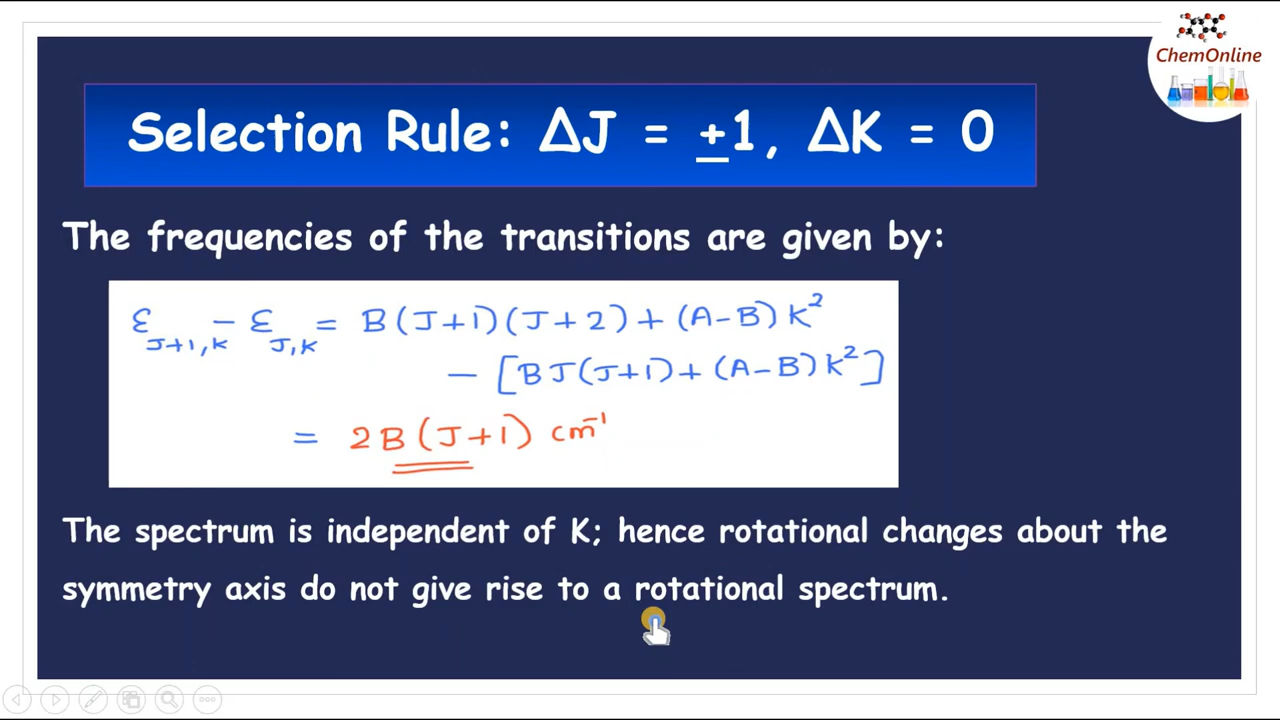 ChemOnline
Selection Rule: ΔJ = ±1, ΔK = 0
The frequencies of the transitions are given by:
ε_{J+1,K} - ε_{J,K} = B(J+1)(J+2) + (A-B)K²
- [BJ(J+1) + (A-B)K²]
= 2B(J+1) cm⁻¹
The spectrum is independent of K; hence rotational changes about the
symmetry axis do not give rise to a rotational spectrum.